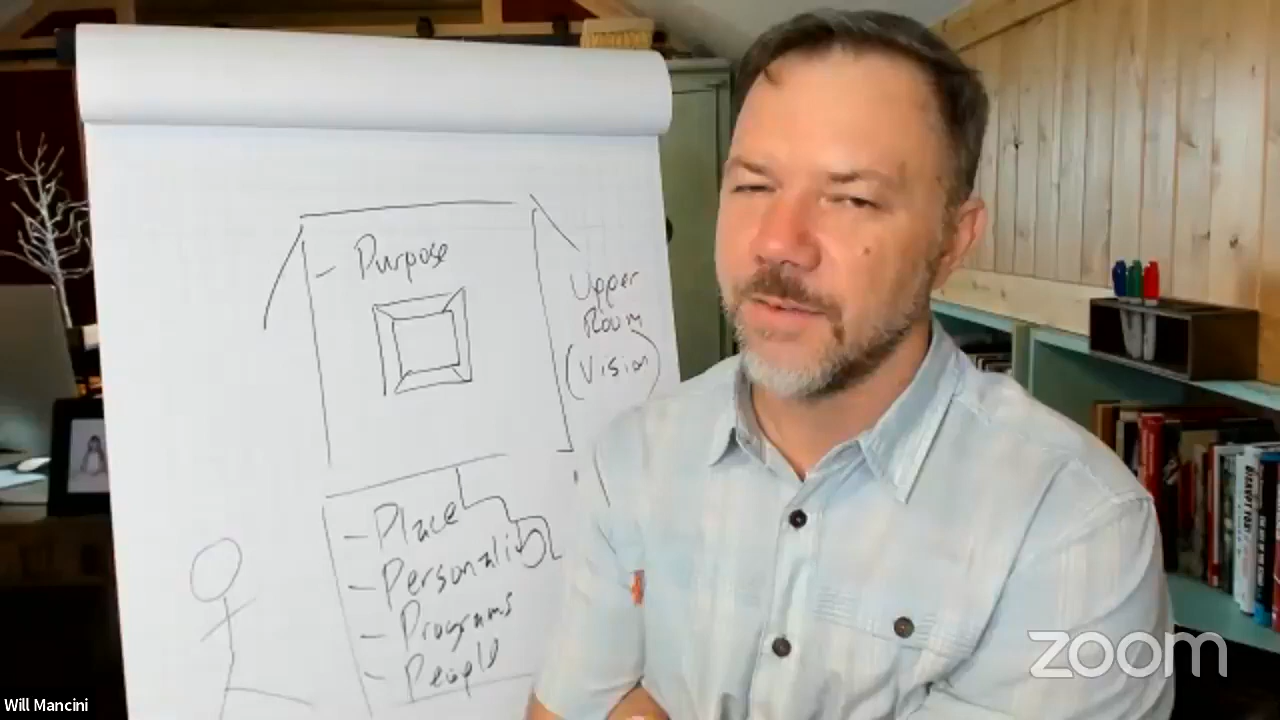 - Purpose
Upper
Room
(Vision)
- Place
- Personality
- Programs
- People
zoom
Will Mancini